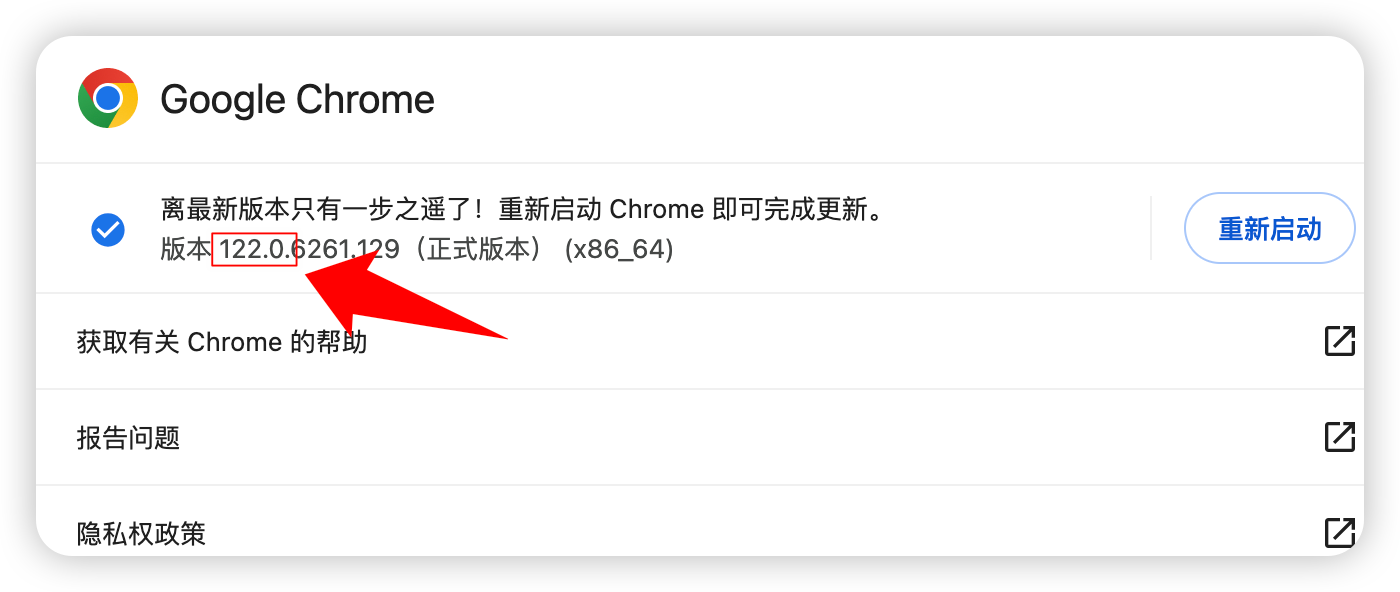 Google Chrome
离最新版本只有一步之遥了！重新启动 Chrome 即可完成更新。
版本 122.0.6261.129（正式版本） (x86_64)
重新启动
获取有关 Chrome 的帮助
报告问题
隐私权政策